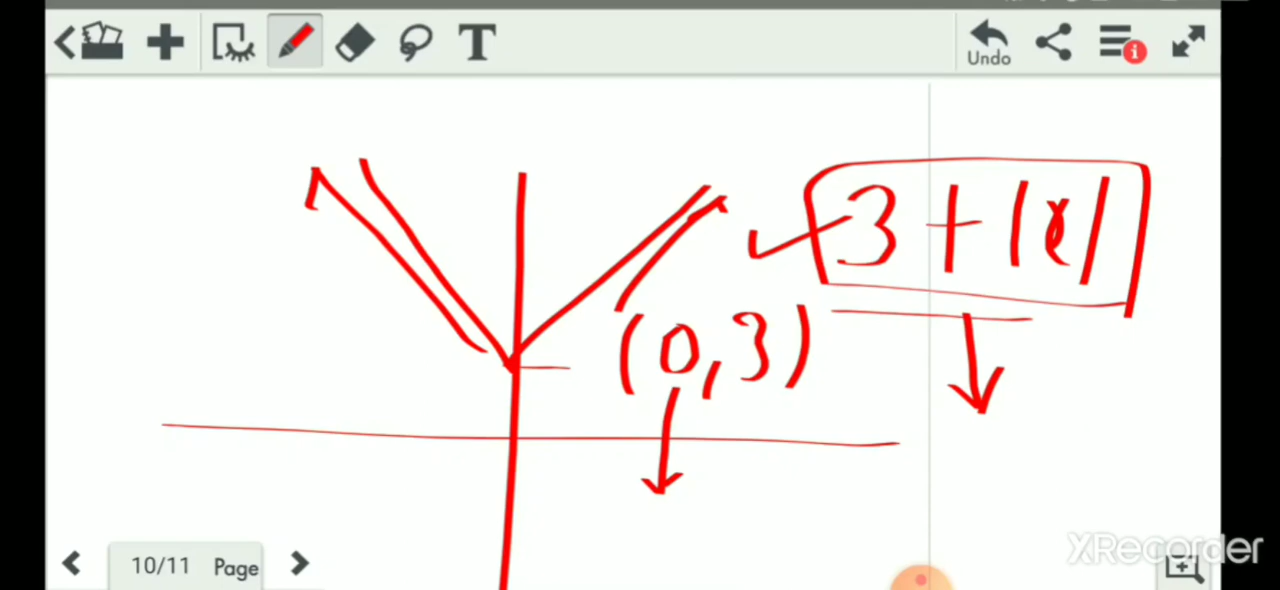 T
Undo
i
3 + |x|
(0,3)
10/11 Page
XRecorder